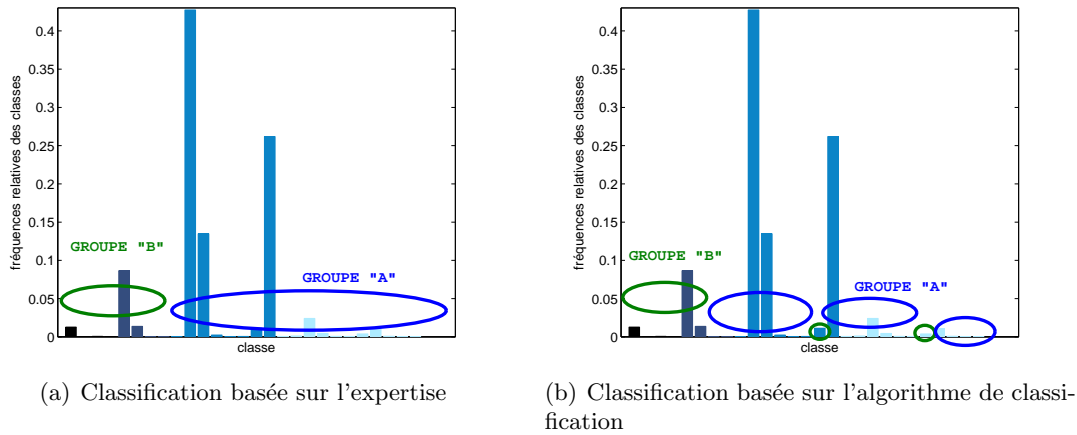 0.4
0.35
0.3
0.25
0.2
0.15
0.1
0.05
0
fréquences relatives des classes
GROUPE "B"
GROUPE "A"
classe
(a) Classification basée sur l'expertise
0.4
0.35
0.3
0.25
0.2
0.15
0.1
0.05
0
fréquences relatives des classes
GROUPE "B"
GROUPE "A"
classe
(b) Classification basée sur l'algorithme de classi-
fication